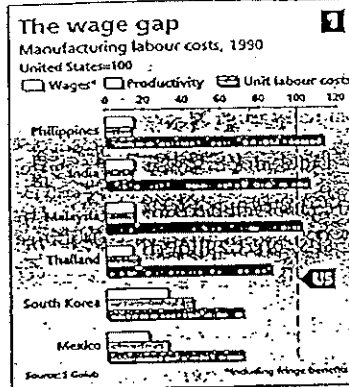 The wage gap
1
Manufacturing labour costs, 1990
United States=100
Wages* Productivity Unit labour costs
0 20 40 60 80 100 120
Philippines
India
Malaysia
Thailand
US
South Korea
Mexico
Source: S Golub *Including fringe benefits